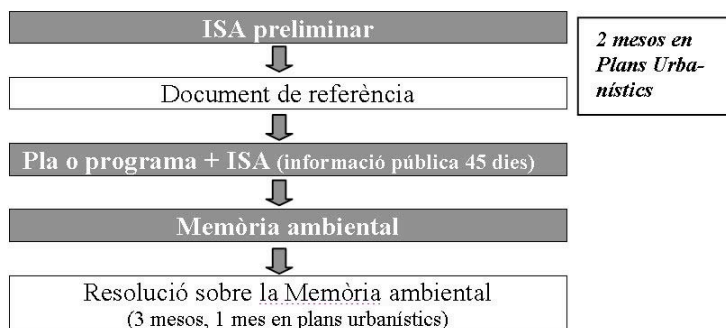 ISA preliminar
2 mesos en
Plans Urba-
nístics
Document de referència
Pla o programa + ISA (informació pública 45 dies)
Memòria ambiental
Resolució sobre la Memòria ambiental
(3 mesos, 1 mes en plans urbanístics)